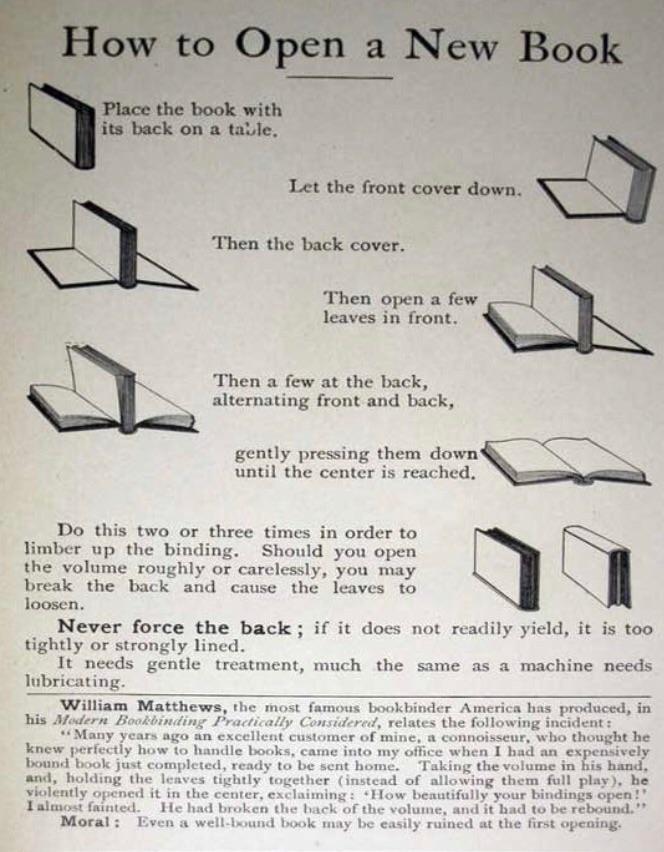 How to Open a New Book
Place the book with
its back on a table.
Let the front cover down.
Then the back cover.
Then open a few
leaves in front.
Then a few at the back,
alternating front and back,
gently pressing them down
until the center is reached.
Do this two or three times in order to
limber up the binding. Should you open
the volume roughly or carelessly, you may
break the back and cause the leaves to
loosen.
Never force the back; if it does not readily yield, it is too
tightly or strongly lined.
It needs gentle treatment, much the same as a machine needs
lubricating.
William Matthews, the most famous bookbinder America has produced, in
his Modern Bookbinding Practically Considered, relates the following incident:
"Many years ago an excellent customer of mine, a connoisseur, who thought he
knew perfectly how to handle books, came into my office when I had an expensively
bound book just completed, ready to be sent home. Taking the volume in his hand,
and, holding the leaves tightly together (instead of allowing them full play), he
violently opened it in the center, exclaiming: 'How beautifully your bindings open!'
I almost fainted. He had broken the back of the volume, and it had to be rebound."
Moral: Even a well-bound book may be easily ruined at the first opening.